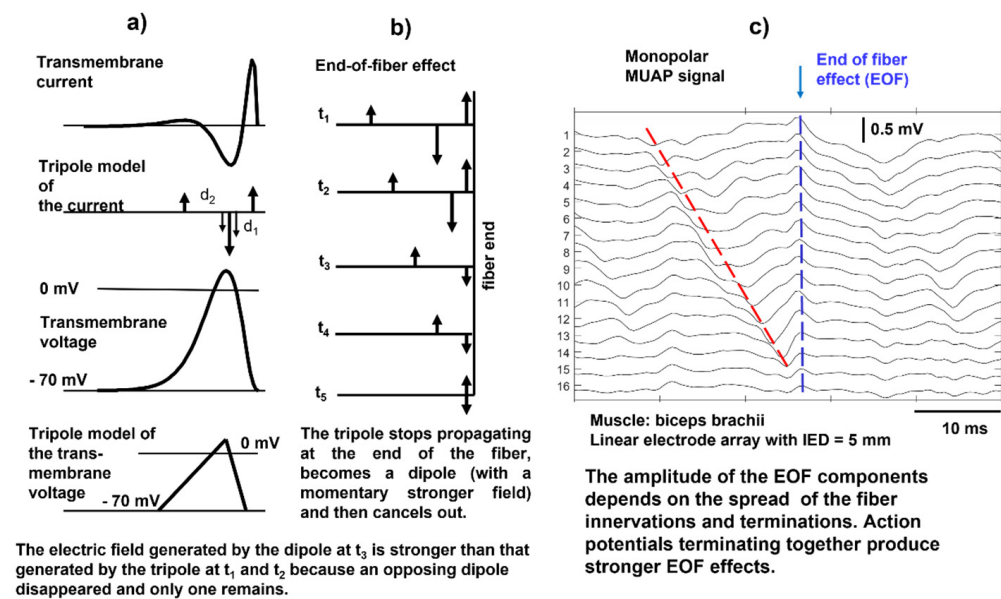 a)
Transmembrane
current
Tripole model
of
the current
d2
d1
0 mV
Transmembrane
voltage
- 70 mV
Tripole model of
the trans-
membrane
voltage
0 mV
- 70 mV
b)
End-of-fiber effect
t1
t2
t3
t4
t5
fiber end
The tripole stops propagating
at the end of the fiber,
becomes a dipole (with a
momentary stronger field)
and then cancels out.
The electric field generated by the dipole at t3 is stronger than that
generated by the tripole at t1 and t2 because an opposing dipole
disappeared and only one remains.
c)
Monopolar
MUAP signal
End of fiber
effect (EOF)
0.5 mV
1
2
3
4
5
6
7
8
9
10
11
12
13
14
15
16
10 ms
Muscle: biceps brachii
Linear electrode array with IED = 5 mm
The amplitude of the EOF components
depends on the spread of the fiber
innervations and terminations. Action
potentials terminating together produce
stronger EOF effects.